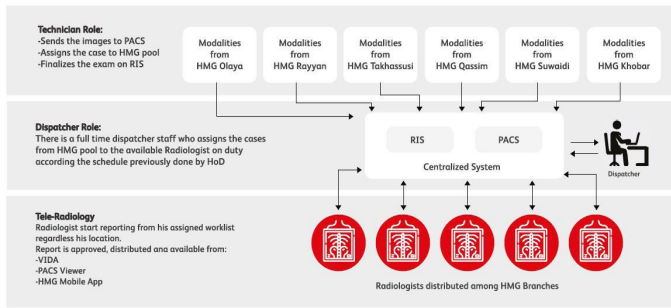 Technician Role:
-Sends the images to PACS
-Assigns the case to HMG pool
-Finalizes the exam on RIS
Modalities
from
HMG Olaya
Modalities
from
HMG Rayyan
Modalities
from
HMG Takhassusi
Modalities
from
HMG Qassim
Modalities
from
HMG Suwaidi
Modalities
from
HMG Khobar
Dispatcher Role:
There is a full time dispatcher staff who assigns the cases
from HMG pool to the available Radiologist on duty
according the schedule previously done by HoD
RIS
PACS
Centralized System
Dispatcher
Tele-Radiology
Radiologist start reporting from his assigned worklist
regardless his location.
Report is approved, distributed ana available from:
-VIDA
-PACS Viewer
-HMG Mobile App
Radiologists distributed among HMG Branches